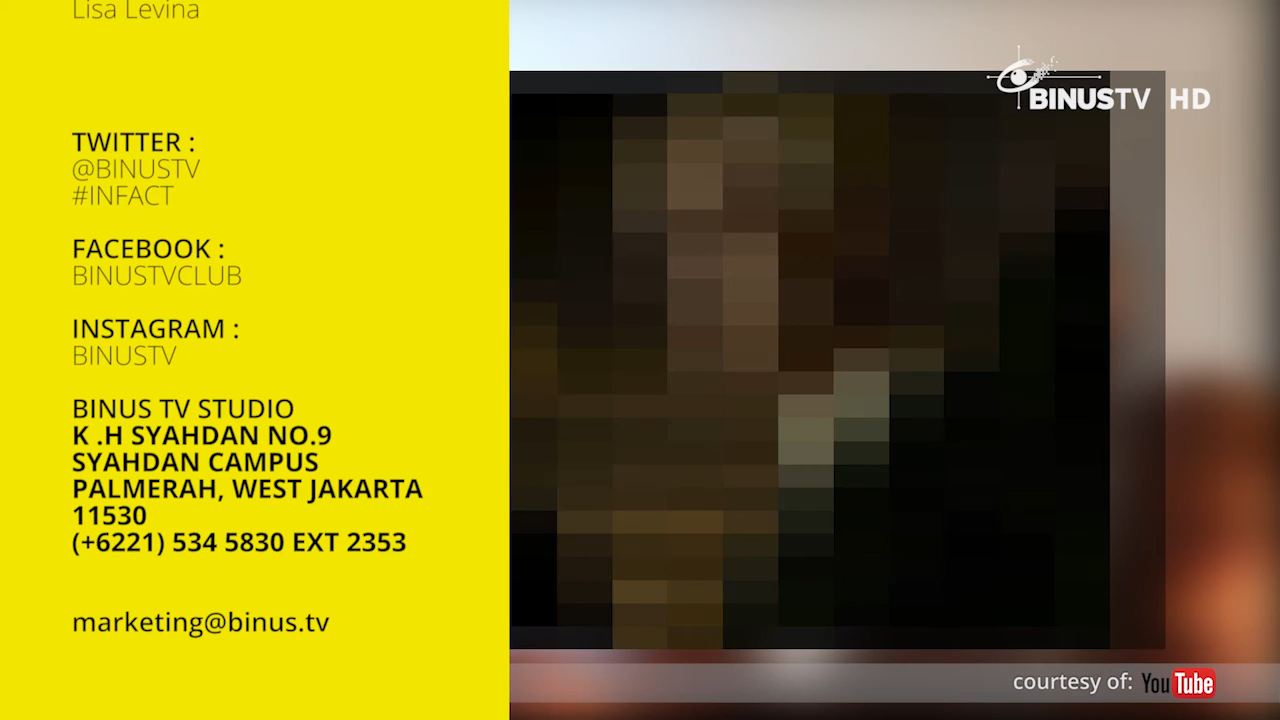 Lisa Levina
TWITTER :
@BINUSTV
#INFACT
FACEBOOK :
BINUSTVCLUB
INSTAGRAM :
BINUSTV
BINUS TV STUDIO
K .H SYAHDAN NO.9
SYAHDAN CAMPUS
PALMERAH, WEST JAKARTA
11530
(+6221) 534 5830 EXT 2353
marketing@binus.tv
BINUSTV HD
courtesy of: YouTube